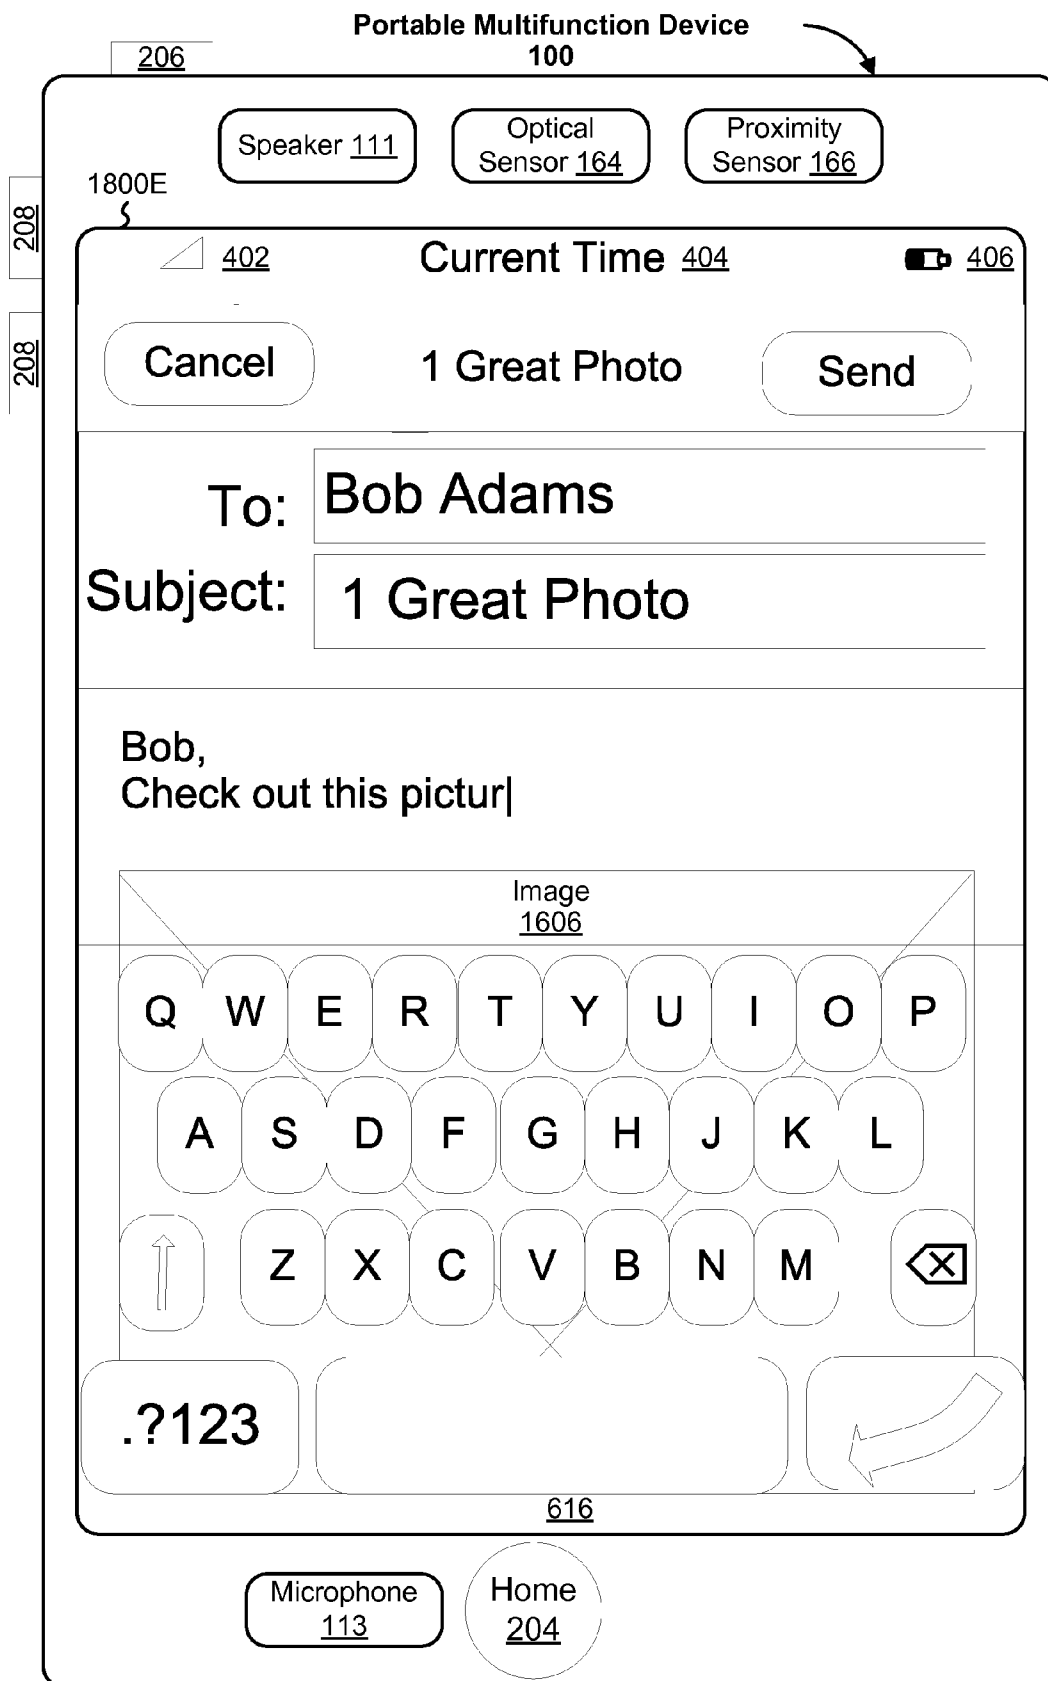 Portable Multifunction Device
100
206
Speaker 111
Optical
Sensor 164
Proximity
Sensor 166
1800E
208
208
402
Current Time 404
406
Cancel
1 Great Photo
Send
To:
Bob Adams
Subject:
1 Great Photo
Bob,
Check out this pictur
Image
1606
Q W E R T Y U I O P
A S D F G H J K L
Z X C V B N M
.?123
616
Microphone
113
Home
204